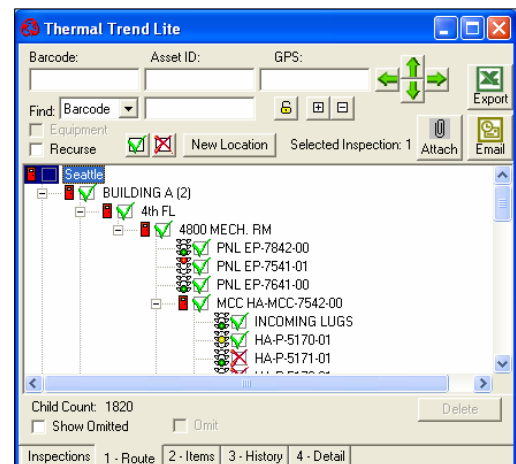 Thermal Trend Lite
Barcode: Asset ID: GPS:
Export
Find: Barcode
Equipment
Recurse New Location Selected Inspection: 1 Attach Email
Seattle
BUILDING A (2)
4th FL
4800 MECH. RM
PNL EP-7842-00
PNL EP-7541-01
PNL EP-7641-00
MCC HA-MCC-7542-00
INCOMING LUGS
HA-P-5170-01
HA-P-5171-01
Child Count: 1820 Delete
Show Omitted Omit
Inspections 1 - Route 2 - Items 3 - History 4 - Detail